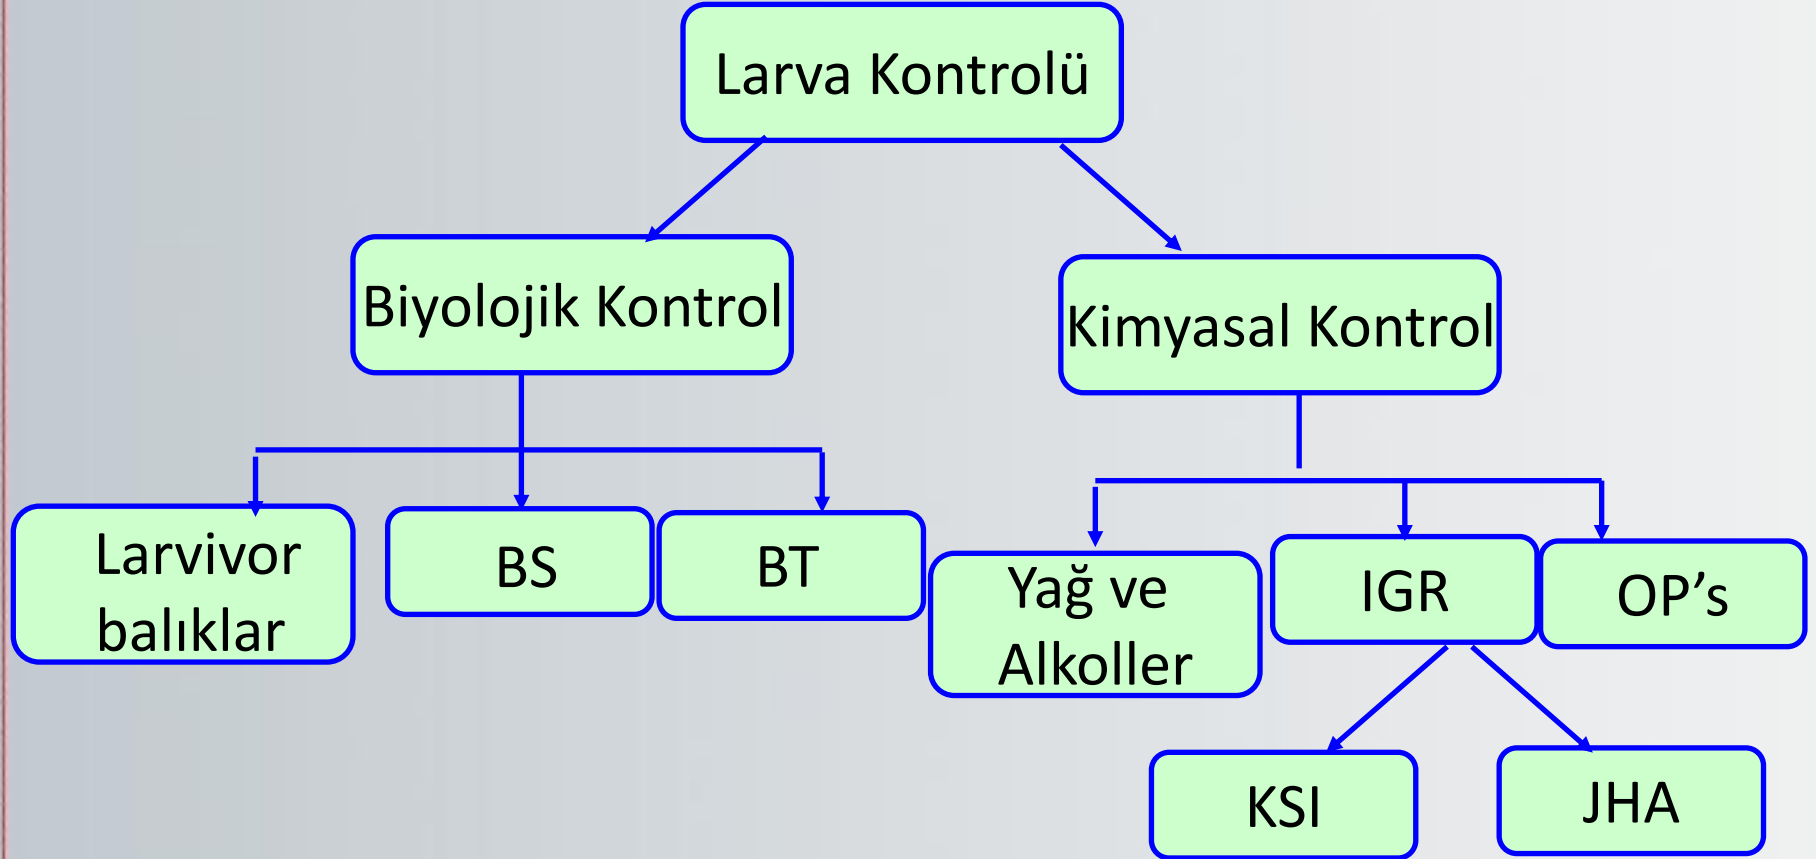 Larva Kontrolü
Biyolojik Kontrol
Kimyasal Kontrol
Larvivor
balıklar
BS
BT
Yağ ve
Alkoller
IGR
OP’s
KSI
JHA